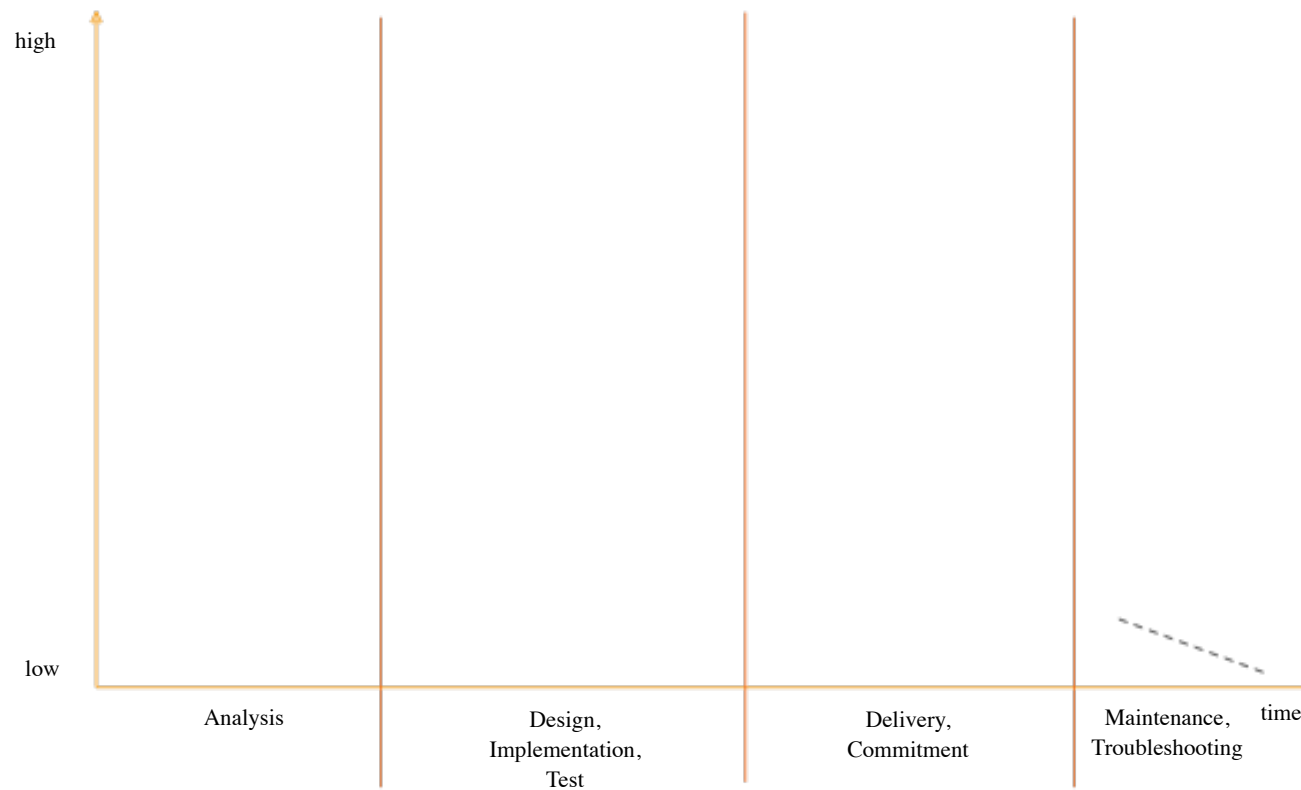 high
low
Analysis
Design,
Implementation,
Test
Delivery,
Commitment
Maintenance,
Troubleshooting
time